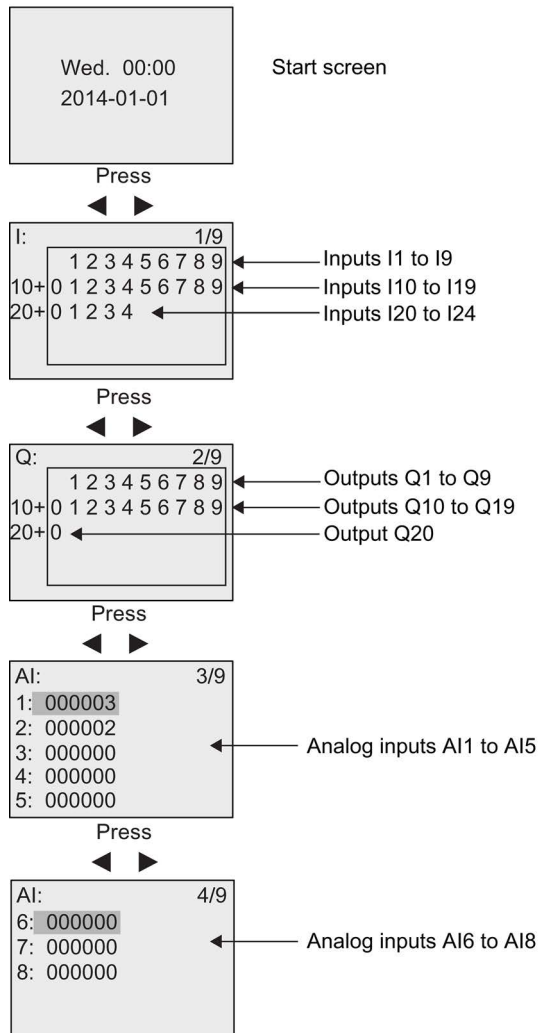 Wed. 00:00
Start screen
2014-01-01
Press
I: 1/9
1 2 3 4 5 6 7 8 9
Inputs I1 to I9
10+ 0 1 2 3 4 5 6 7 8 9
Inputs I10 to I19
20+ 0 1 2 3 4
Inputs I20 to I24
Press
Q: 2/9
1 2 3 4 5 6 7 8 9
Outputs Q1 to Q9
10+ 0 1 2 3 4 5 6 7 8 9
Outputs Q10 to Q19
20+ 0
Output Q20
Press
AI: 3/9
1: 000003
2: 000002
3: 000000
Analog inputs AI1 to AI5
4: 000000
5: 000000
Press
AI: 4/9
6: 000000
7: 000000
Analog inputs AI6 to AI8
8: 000000